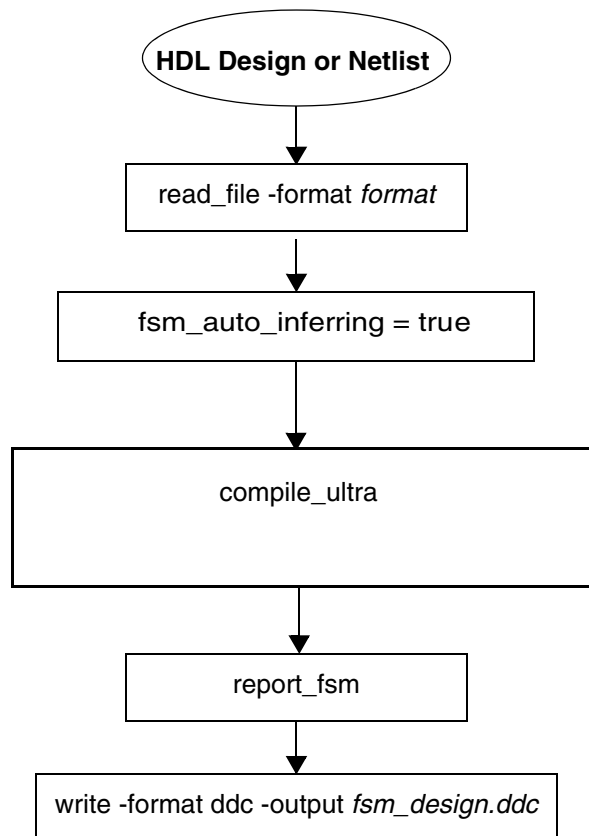 HDL Design or Netlist
read_file -format format
fsm_auto_inferring = true
compile_ultra
report_fsm
write -format ddc -output fsm_design.ddc